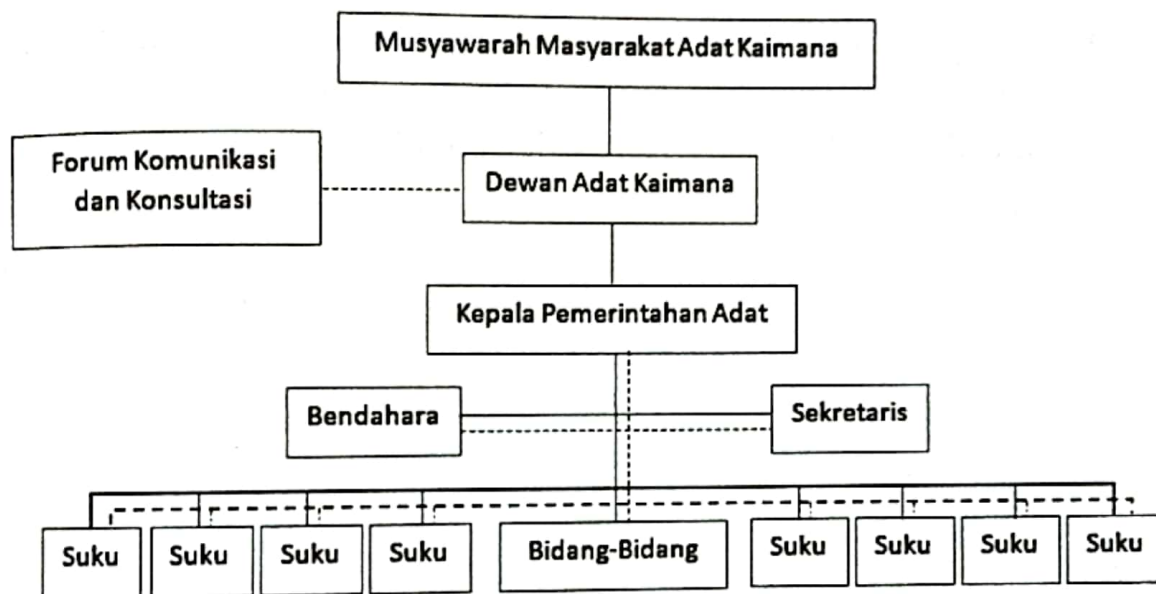 Musyawarah Masyarakat Adat Kaimana
Forum Komunikasi
dan Konsultasi
Dewan Adat Kaimana
Kepala Pemerintahan Adat
Bendahara
Sekretaris
Suku
Suku
Suku
Suku
Bidang-Bidang
Suku
Suku
Suku
Suku